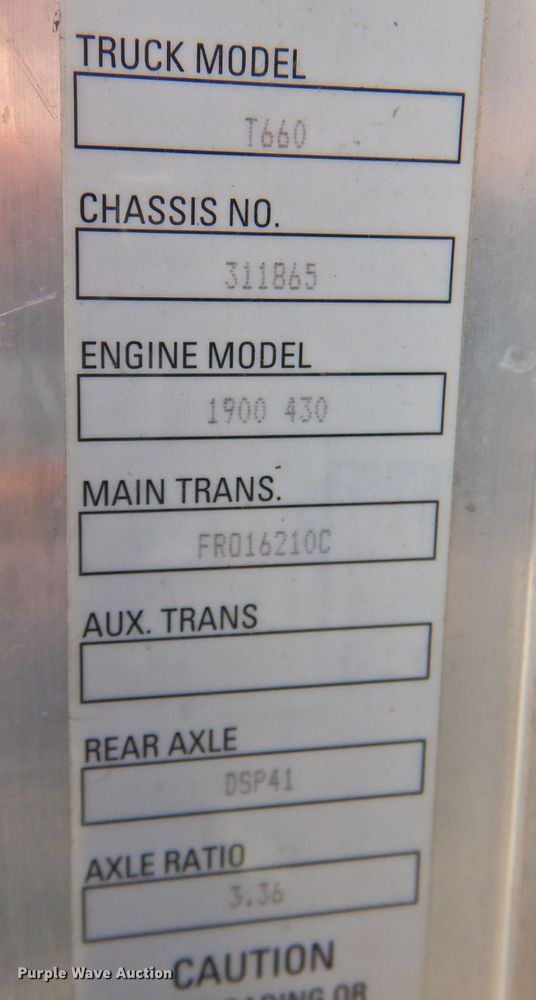 TRUCK MODEL
T660
CHASSIS NO.
311865
ENGINE MODEL
1900 430
MAIN TRANS.
FRO16210C
AUX. TRANS
REAR AXLE
DSP41
AXLE RATIO
3.36
CAUTION
OR
Purple Wave Auction